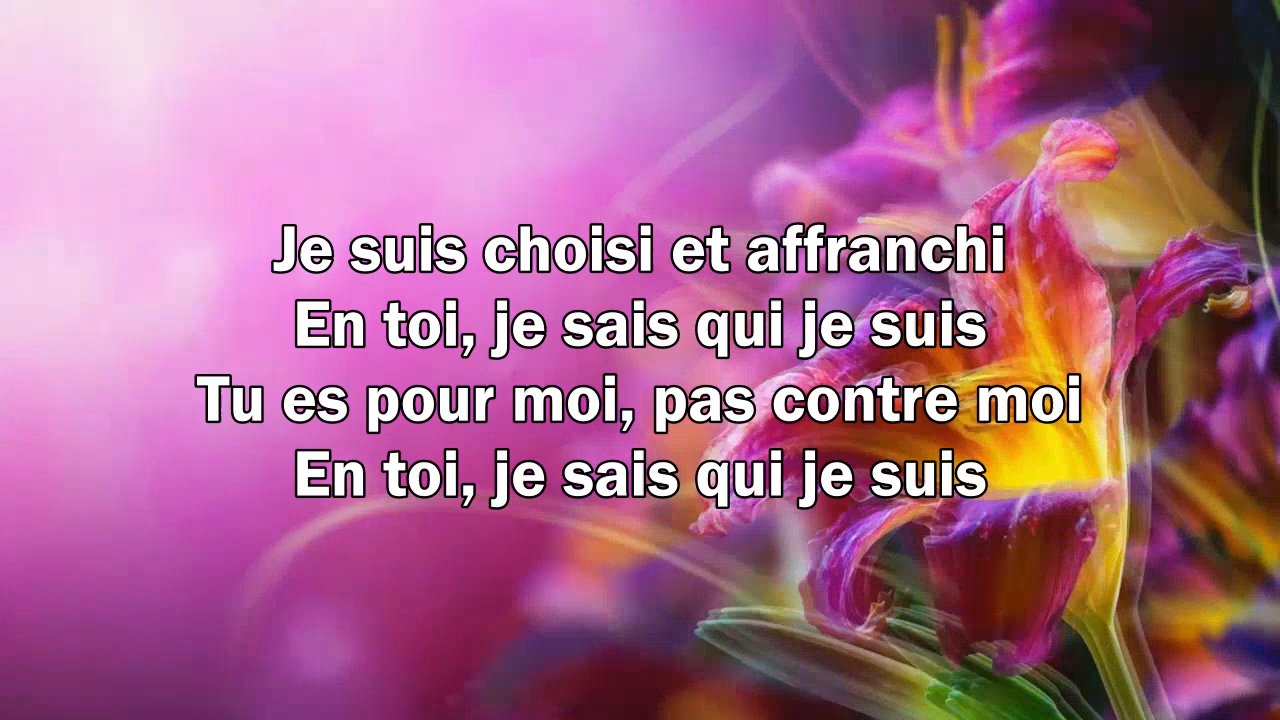 Je suis choisi et affranchi
En toi, je sais qui je suis
Tu es pour moi, pas contre moi
En toi, je sais qui je suis